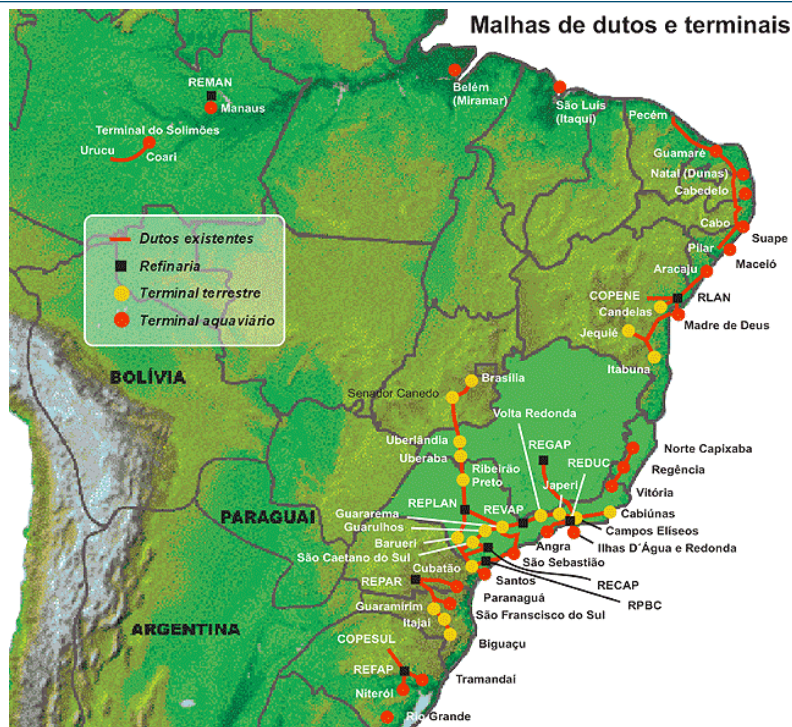 Malhas de dutos e terminais
REMAN
Manaus
Belém
(Miramar)
São Luís
(Itaqui)
Pecém
Terminal do Solimões
Urucu
Coari
Guamaré
Natal (Dunas)
Cabedelo
Cabo
Suape
Pilar
Maceió
Aracaju
Dutos existentes
Refinaria
Terminal terrestre
Terminal aquaviário
COPENE
RLAN
Candeias
Madre de Deus
Jequié
Itabuna
BOLÍVIA
Brasília
Senador Canedo
Volta Redonda
Uberlândia
Uberaba
REGAP
Norte Capixaba
Ribeirão
Preto
Japeri
REDUC
Regência
Vitória
REPLAN
REVAP
PARAGUAI
Guararema
Guarulhos
Cabiúnas
Barueri
Campos Elíseos
São Caetano do Sul
Angra
Ilhas D´Água e Redonda
Cubatão
São Sebastião
REPAR
Santos
RECAP
Paranaguá
RPBC
Guaramirim
São Franscisco do Sul
Itajaí
ARGENTINA
Biguaçu
COPESUL
REFAP
Tramandaí
Niterói
Rio Grande